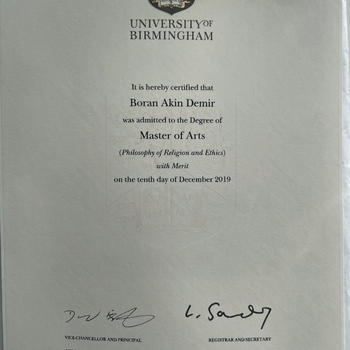 UNIVERSITY OF
BIRMINGHAM
It is hereby certified that
Boran Akin Demir
was admitted to the Degree of
Master of Arts
(Philosophy of Religion and Ethics)
with Merit
on the tenth day of December 2019
VICE-CHANCELLOR AND PRINCIPAL
REGISTRAR AND SECRETARY